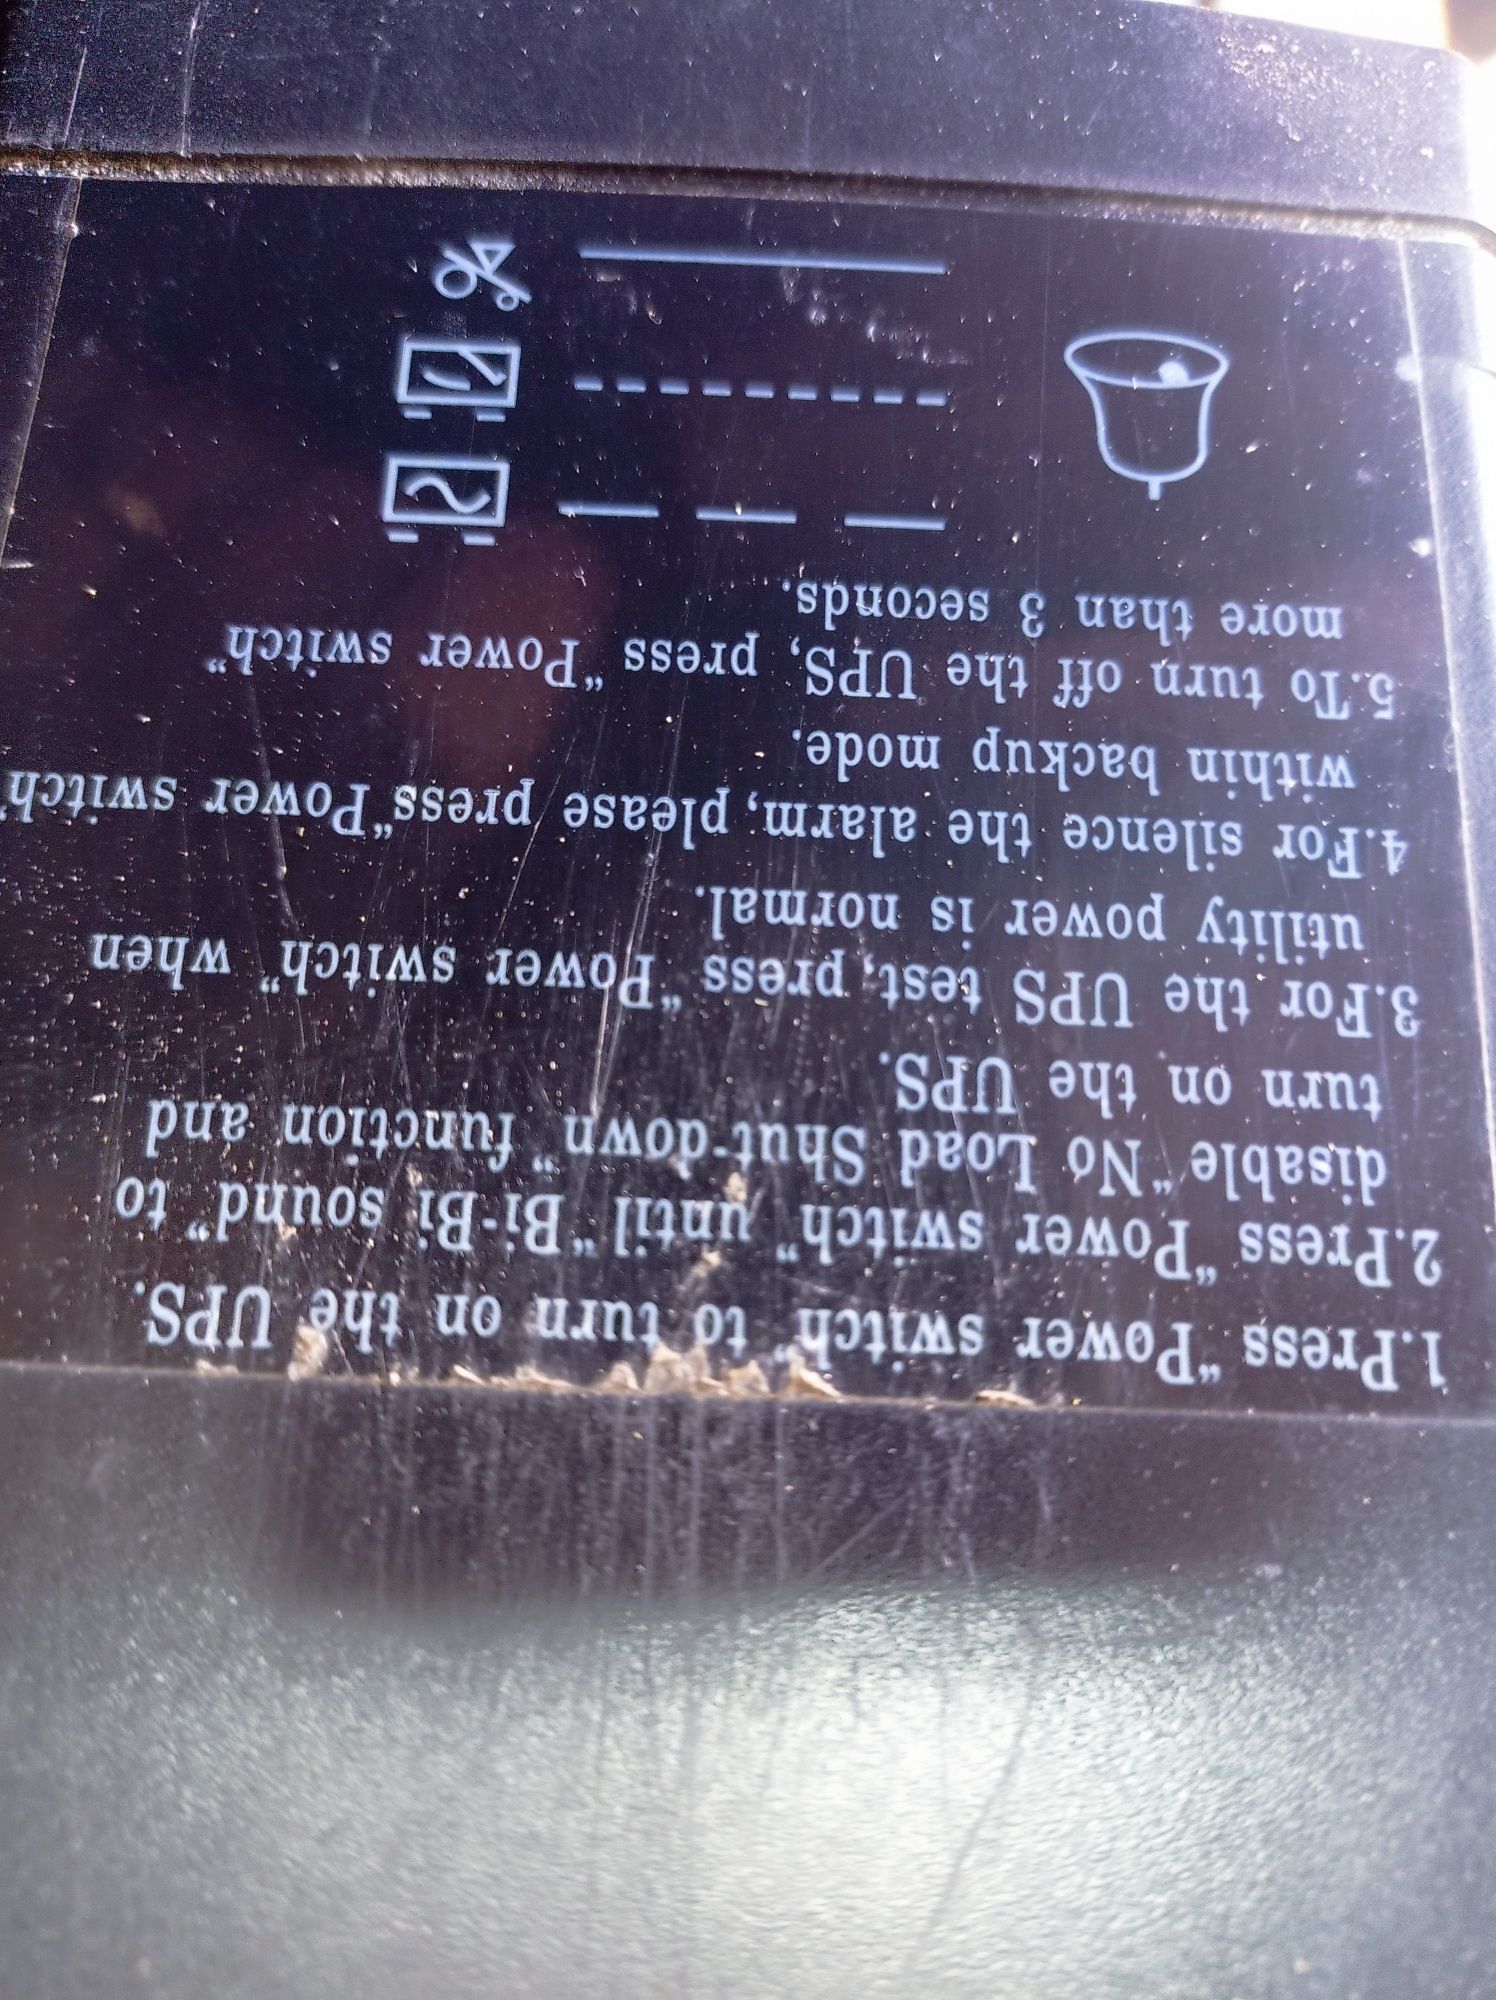 1.Press "Power switch" to turn on the UPS.
2.Press "Power switch" until "Bi-Bi sound" to
disable "No Load Shut-down" function and
turn on the UPS.
3.For the UPS test, press "Power switch" when
utility power is normal.
4.For silence the alarm, please press"Power switch"
within backup mode.
5.To turn off the UPS, press "Power switch"
more than 3 seconds.